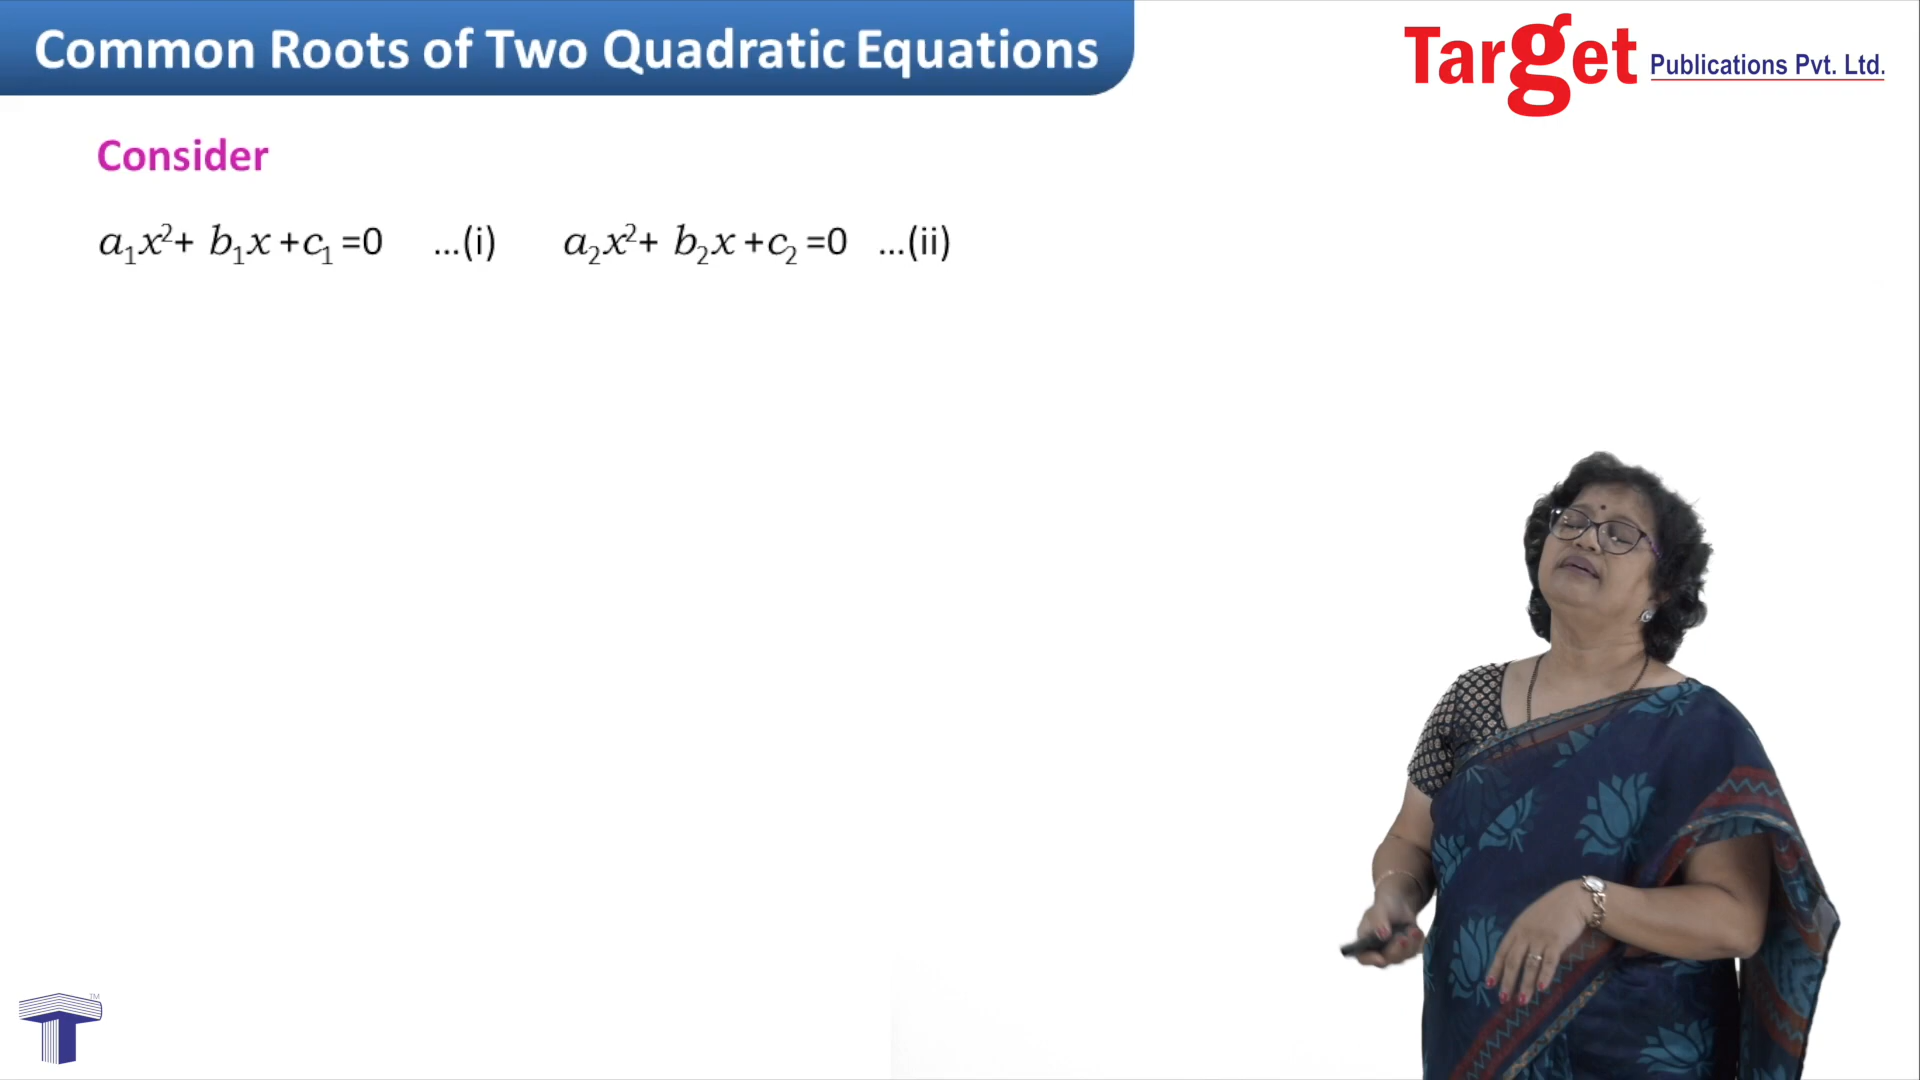 Common Roots of Two Quadratic Equations
Target Publications Pvt. Ltd.
Consider
a₁x²+ b₁x +c₁ =0 ...(i) a₂x²+ b₂x +c₂ =0 ...(ii)
TM